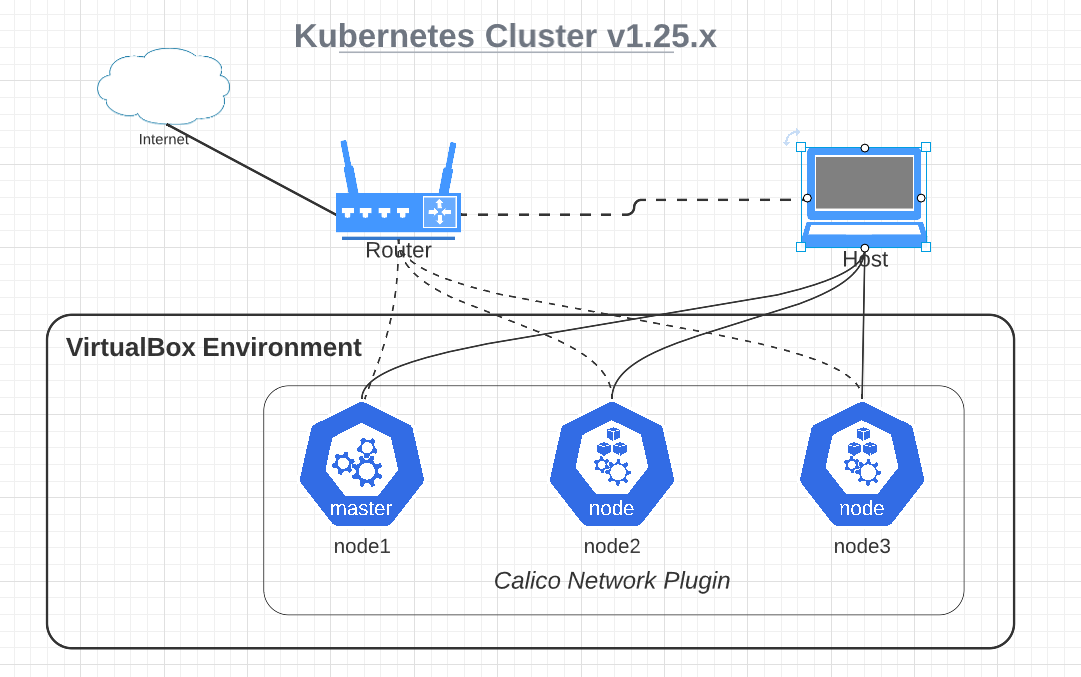 Kubernetes Cluster v1.25.x
Internet
Router
Host
VirtualBox Environment
master
node
node
node1
node2
node3
Calico Network Plugin